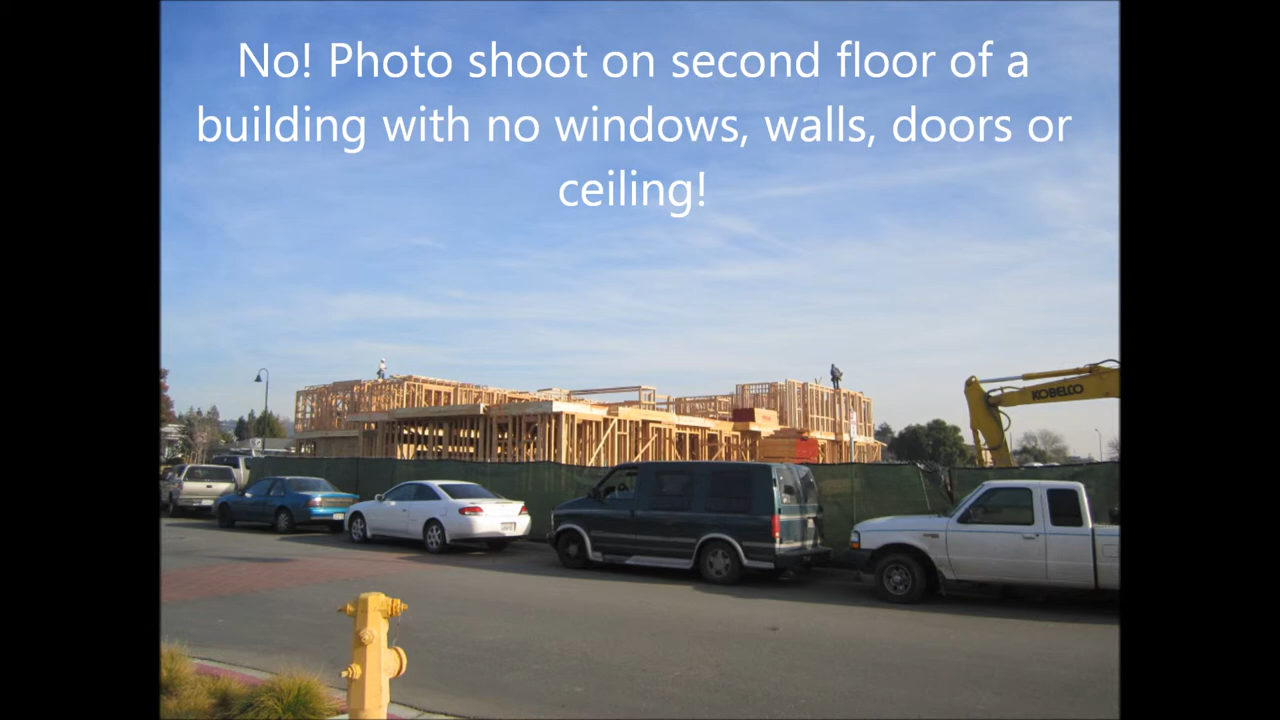 No! Photo shoot on second floor of a
building with no windows, walls, doors or
ceiling!
KOBELCO